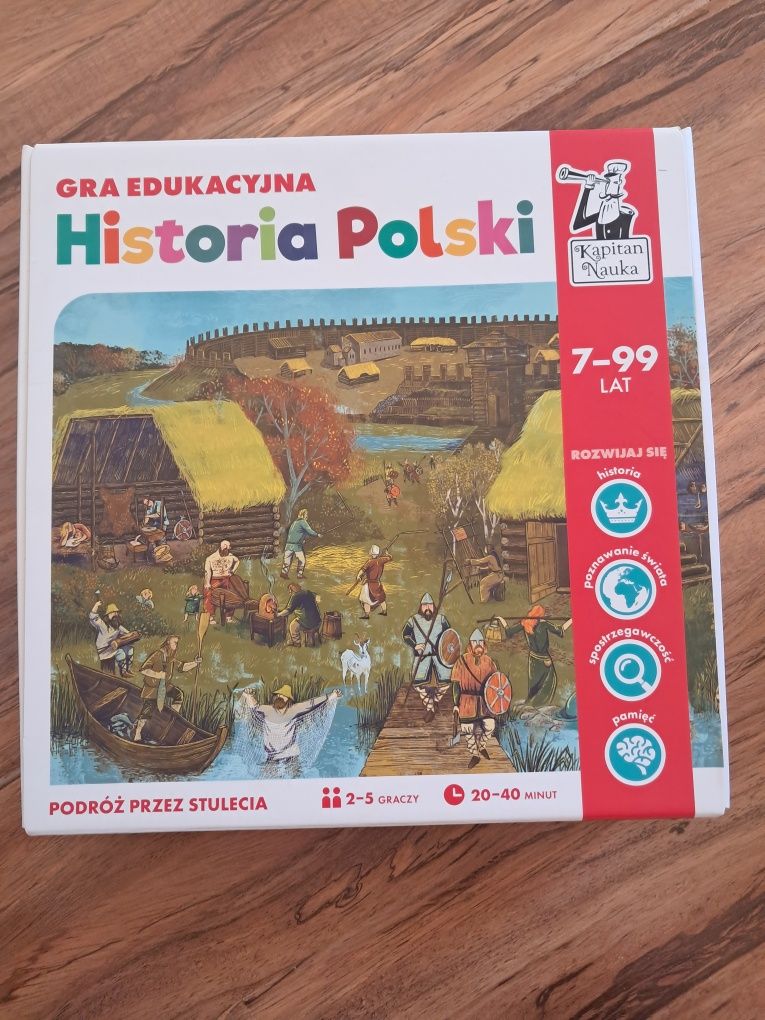 GRA EDUKACYJNA
Historia Polski
Kapitan
Nauka
7–99
LAT
ROZWIJAJ SIĘ
historia
poznawanie świata
spostrzegawczość
pamięć
PODRÓŻ PRZEZ STULECIA
2–5 GRACZY
20–40 MINUT